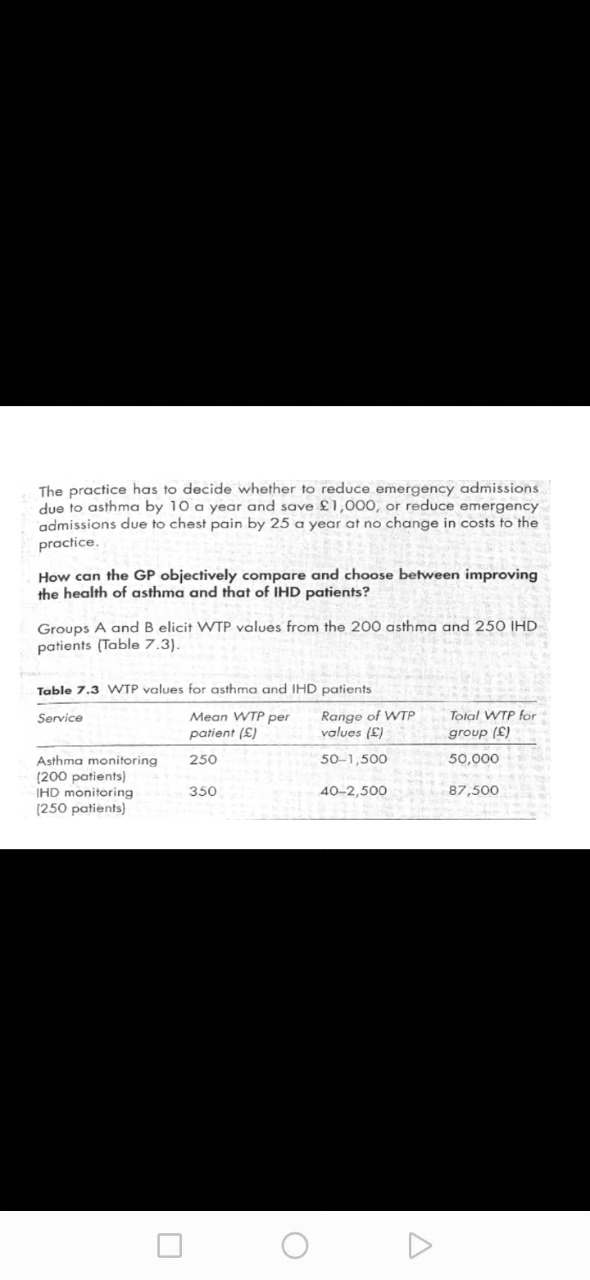 The practice has to decide whether to reduce emergency admissions
due to asthma by 10 a year and save £1,000, or reduce emergency
admissions due to chest pain by 25 a year at no change in costs to the
practice.
How can the GP objectively compare and choose between improving
the health of asthma and that of IHD patients?
Groups A and B elicit WTP values from the 200 asthma and 250 IHD
patients (Table 7.3).
Table 7.3 WTP values for asthma and IHD patients
Service Mean WTP per Range of WTP Total WTP for
patient (£) values (£) group (£)
Asthma monitoring 250 50–1,500 50,000
(200 patients)
IHD monitoring 350 40–2,500 87,500
(250 patients)